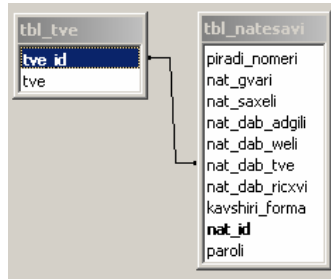 tbl_tve
tve_id
tve
tbl_natesavi
piradi_nomeri
nat_gvari
nat_saxeli
nat_dab_adgili
nat_dab_weli
nat_dab_tve
nat_dab_ricxvi
kavshiri_forma
nat_id
paroli